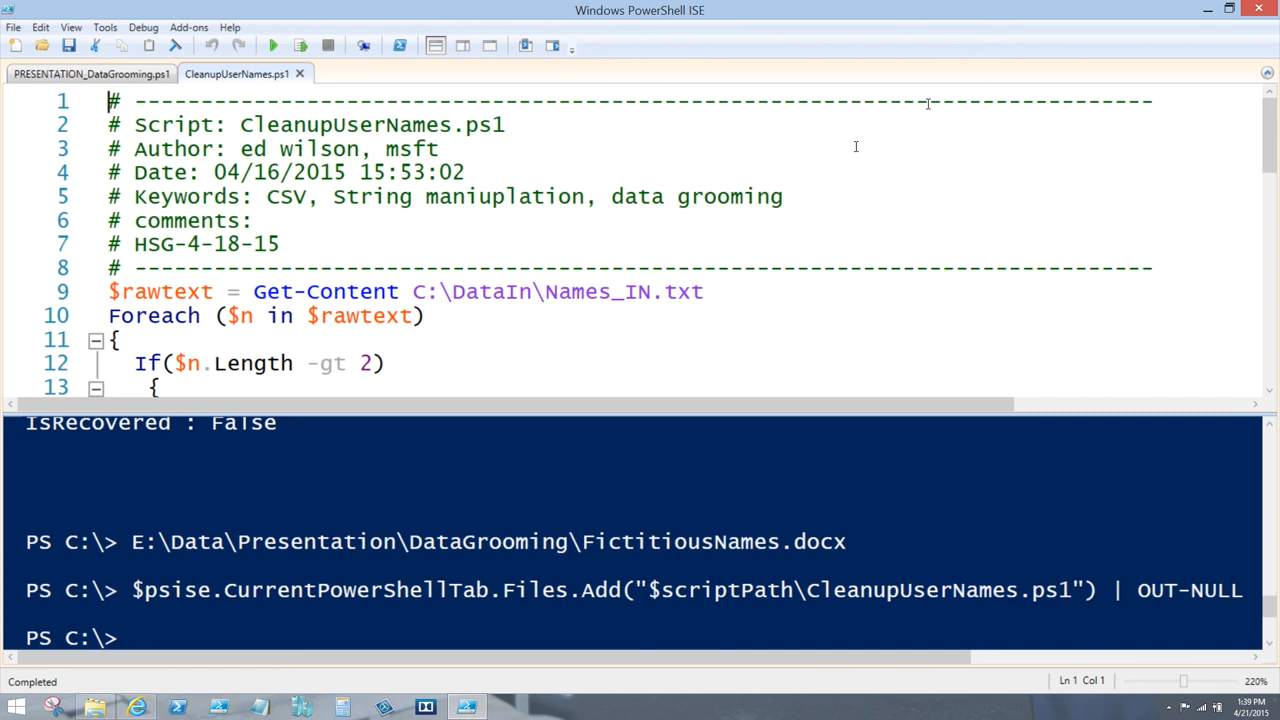 Windows PowerShell ISE
File Edit View Tools Debug Add-ons Help
PRESENTATION_DataGrooming.ps1 CleanupUserNames.ps1
1 # -----------------------------------------------------------------------------
2 # Script: CleanupUserNames.ps1
3 # Author: ed wilson, msft
4 # Date: 04/16/2015 15:53:02
5 # Keywords: CSV, String maniuplation, data grooming
6 # comments:
7 # HSG-4-18-15
8 # -----------------------------------------------------------------------------
9 $rawtext = Get-Content C:\DataIn\Names_IN.txt
10 Foreach ($n in $rawtext)
11 {
12 If($n.Length -gt 2)
13 {
IsRecovered : False
PS C:\> E:\Data\Presentation\DataGrooming\FictitiousNames.docx
PS C:\> $psise.CurrentPowerShellTab.Files.Add("$scriptPath\CleanupUserNames.ps1") | OUT-NULL
PS C:\>
Completed Ln 1 Col 1 220%
1:39 PM
4/21/2015